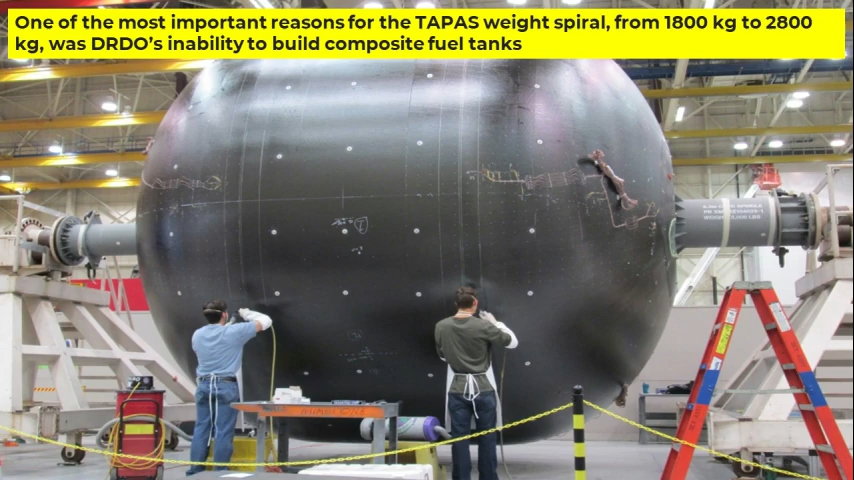 One of the most important reasons for the TAPAS weight spiral, from 1800 kg to 2800
kg, was DRDO's inability to build composite fuel tanks